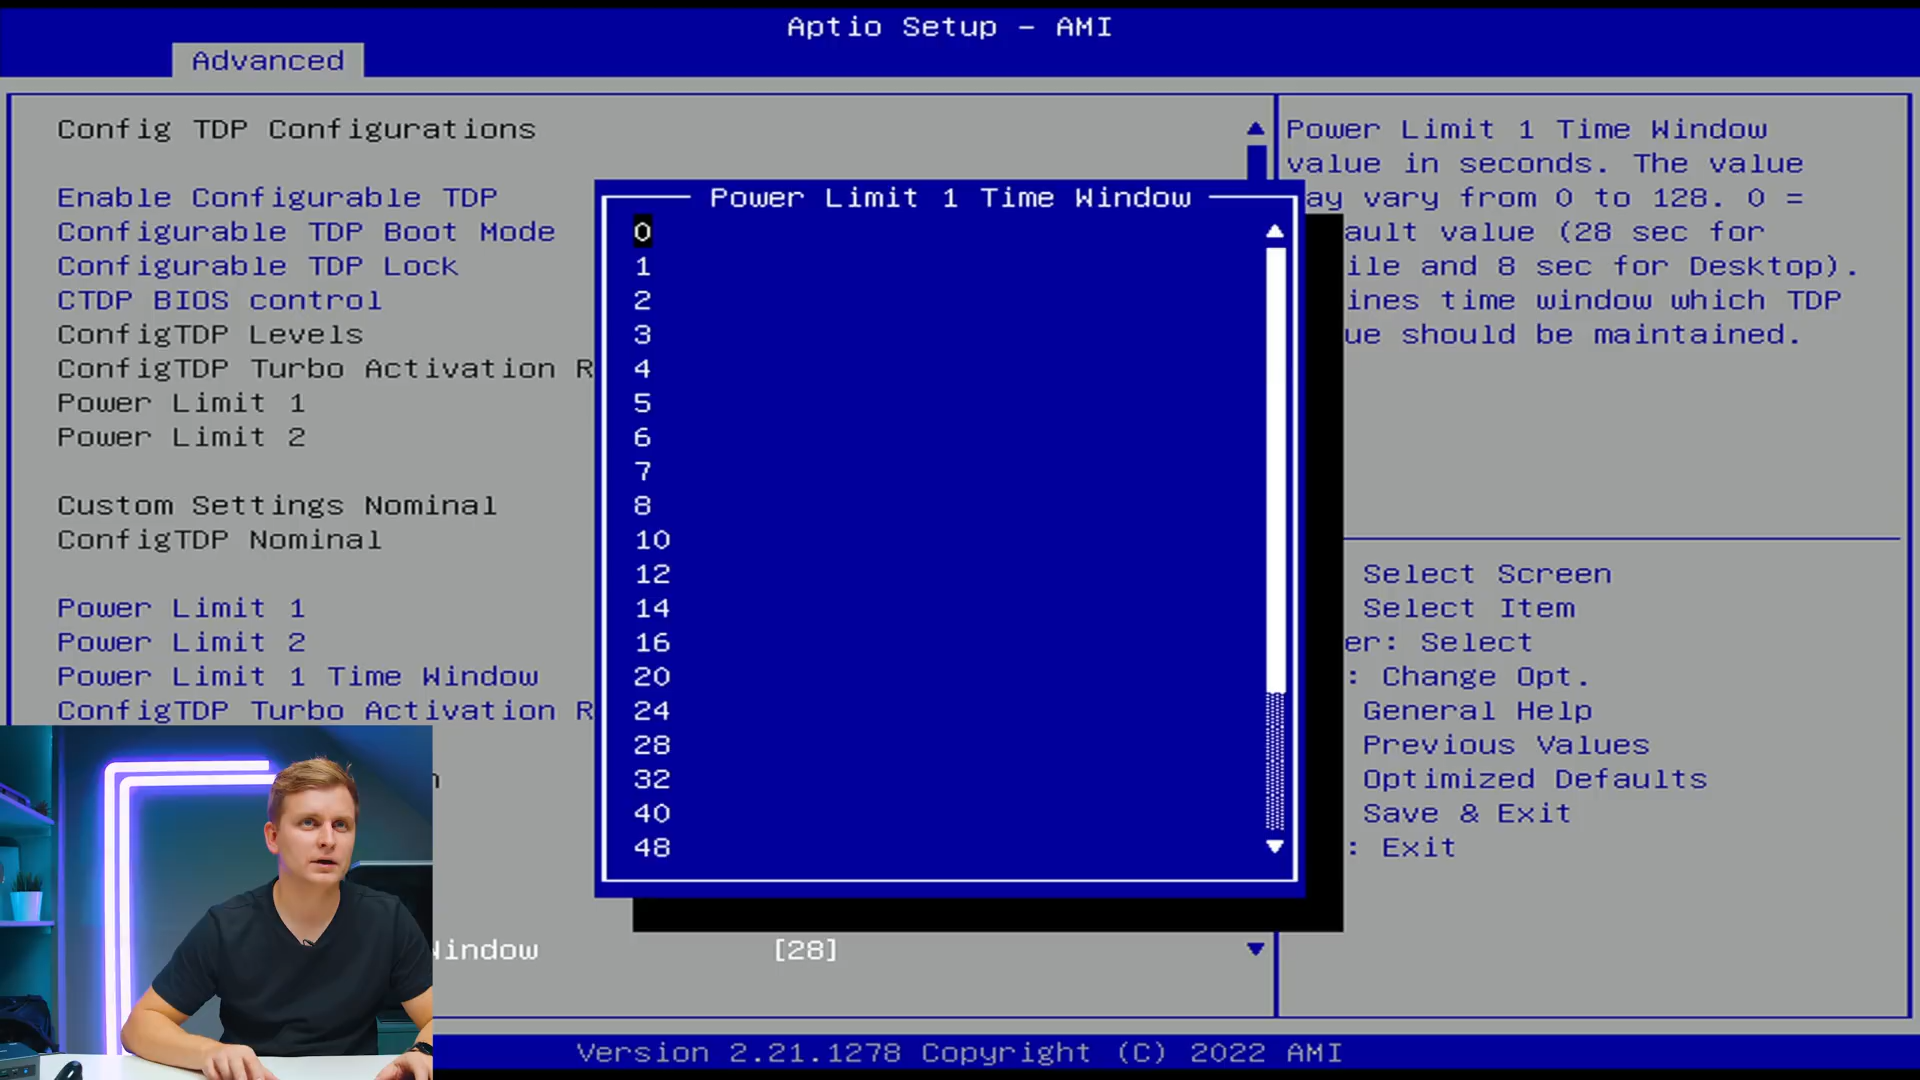 Aptio Setup - AMI
Advanced
Config TDP Configurations
Enable Configurable TDP
Configurable TDP Boot Mode
Configurable TDP Lock
CTDP BIOS control
ConfigTDP Levels
ConfigTDP Turbo Activation R
Power Limit 1
Power Limit 2
Custom Settings Nominal
ConfigTDP Nominal
Power Limit 1
Power Limit 2
Power Limit 1 Time Window
ConfigTDP Turbo Activation R
Window [28]
Power Limit 1 Time Window
0
1
2
3
4
5
6
7
8
10
12
14
16
20
24
28
32
40
48
Power Limit 1 Time Window
value in seconds. The value
ay vary from 0 to 128. 0 =
ault value (28 sec for
ile and 8 sec for Desktop).
ines time window which TDP
ue should be maintained.
Select Screen
Select Item
er: Select
: Change Opt.
General Help
Previous Values
Optimized Defaults
Save & Exit
: Exit
Version 2.21.1278 Copyright (C) 2022 AMI